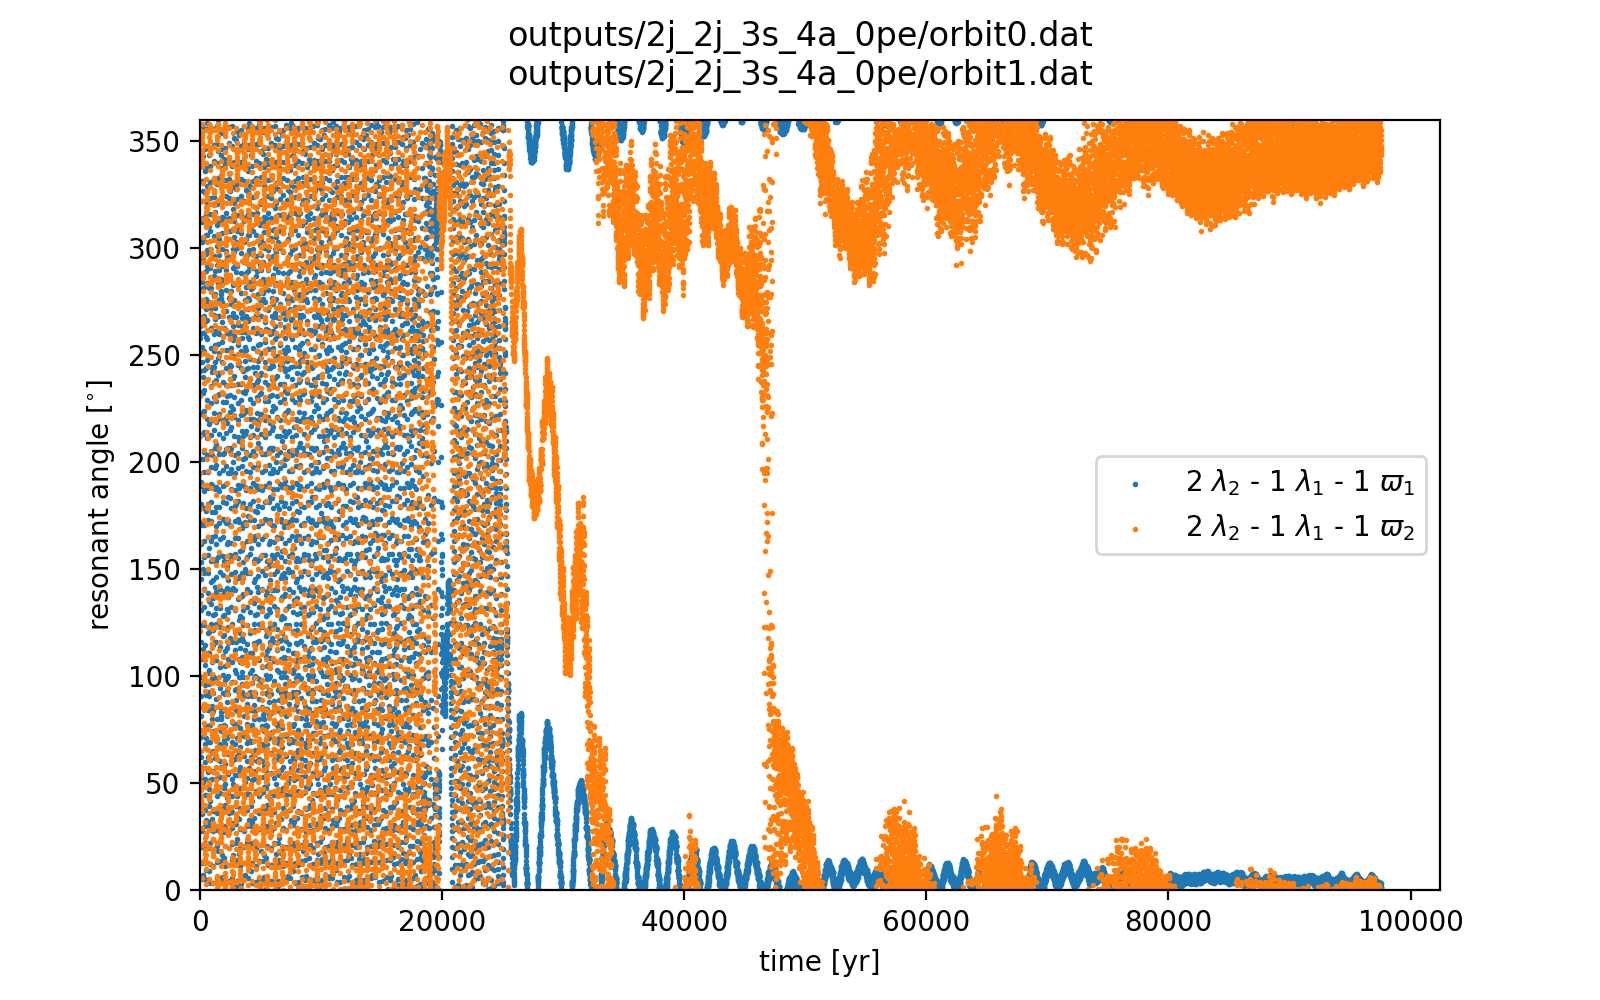 outputs/2j_2j_3s_4a_0pe/orbit0.dat
outputs/2j_2j_3s_4a_0pe/orbit1.dat
350
300
250
200
150
100
50
0
resonant angle [°]
2 λ₂ - 1 λ₁ - 1 ϖ₁
2 λ₂ - 1 λ₁ - 1 ϖ₂
0 20000 40000 60000 80000 100000
time [yr]